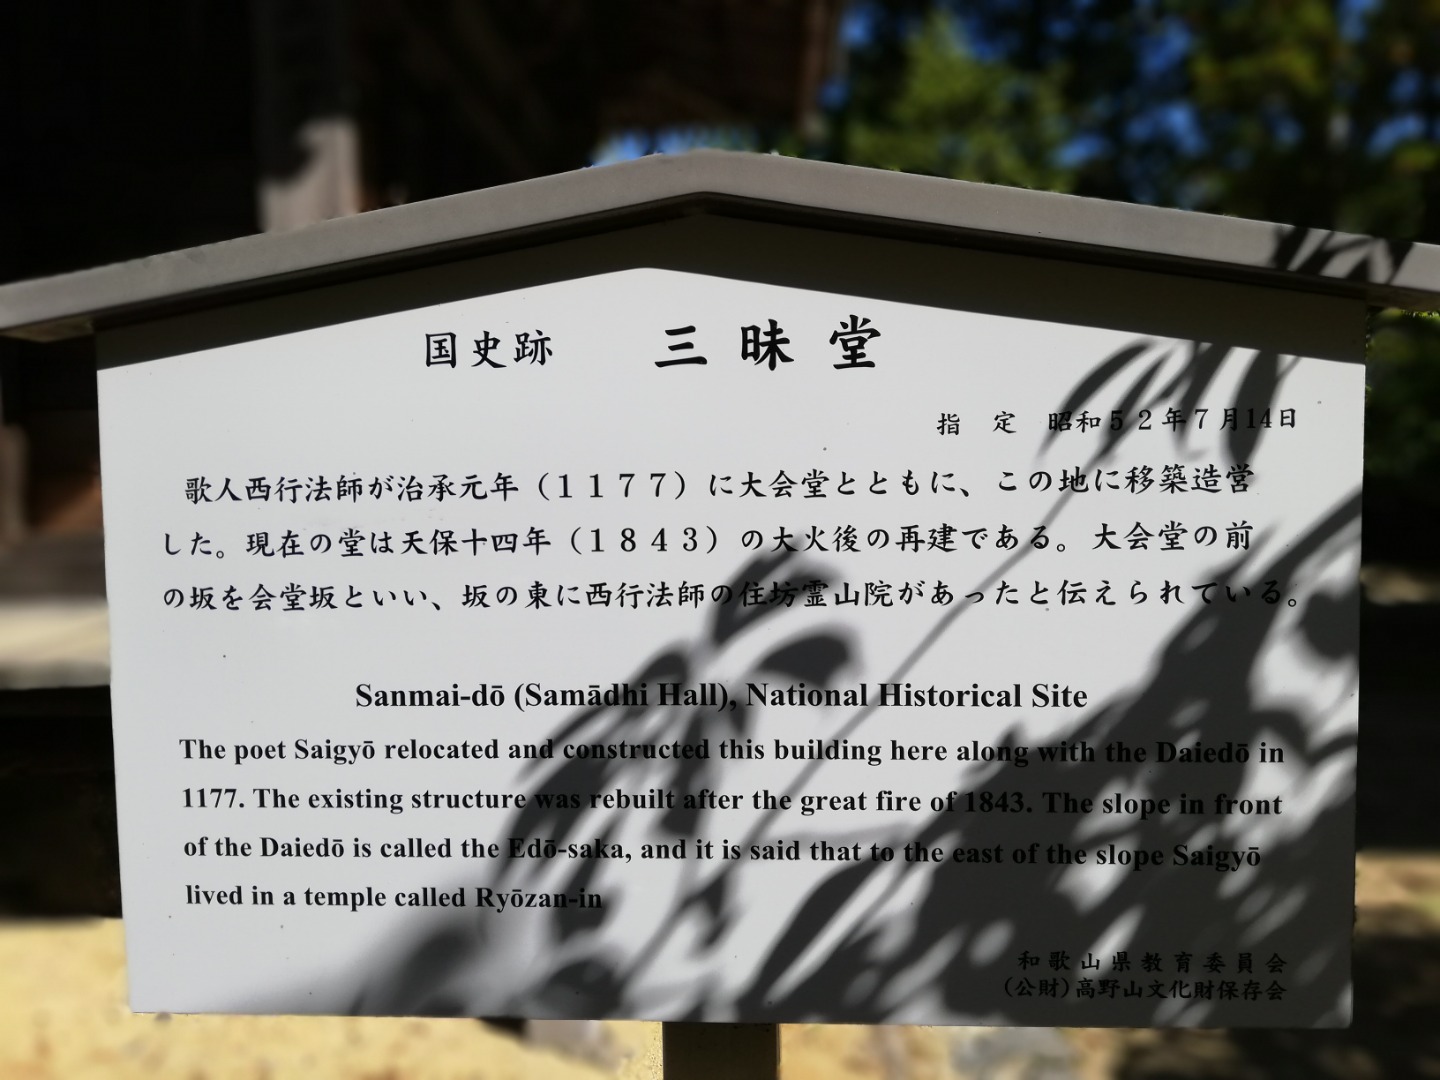 国史跡　三昧堂
指　定　昭和５２年７月14日
歌人西行法師が治承元年（１１７７）に大会堂とともに、この地に移築造営
した。現在の堂は天保十四年（１８４３）の大火後の再建である。大会堂の前
の坂を会堂坂といい、坂の東に西行法師の住坊霊山院があったと伝えられている。
Sanmai-dō (Samādhi Hall), National Historical Site
The poet Saigyō relocated and constructed this building here along with the Daiedō in
1177. The existing structure was rebuilt after the great fire of 1843. The slope in front
of the Daiedō is called the Edō-saka, and it is said that to the east of the slope Saigyō
lived in a temple called Ryōzan-in
和歌山県教育委員会
(公財)高野山文化財保存会